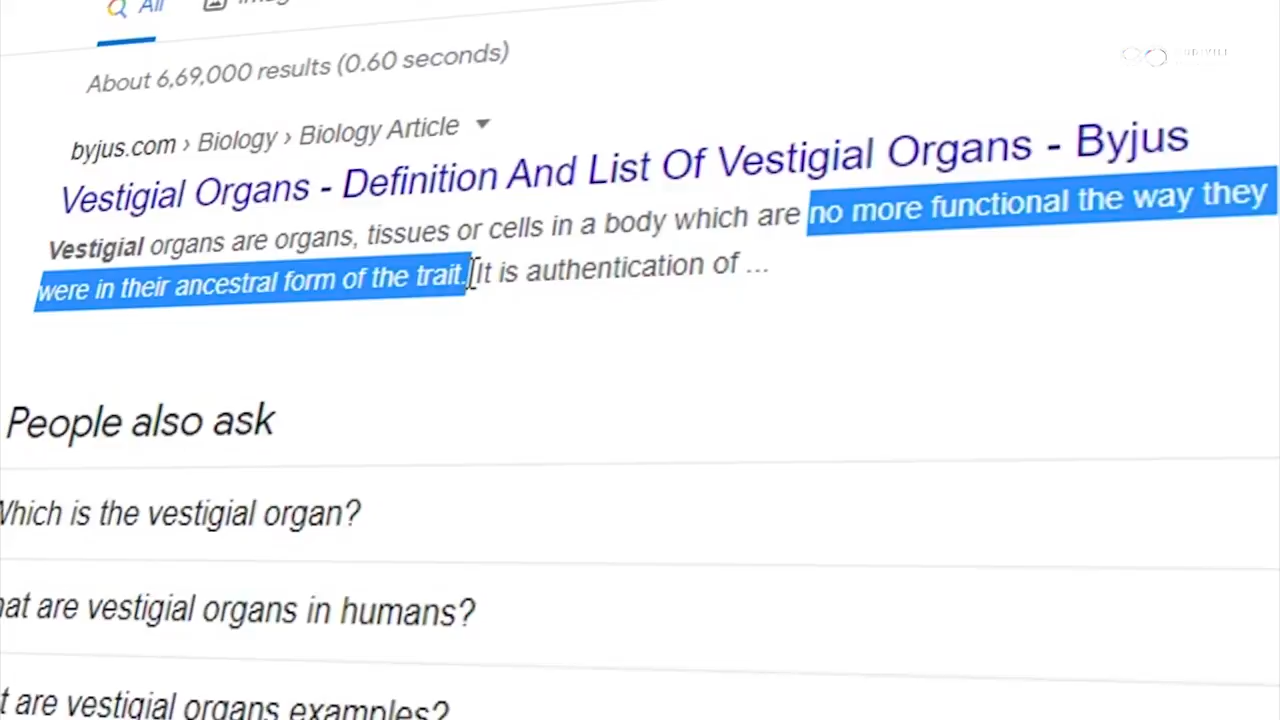 All
About 6,69,000 results (0.60 seconds)
byjus.com › Biology › Biology Article
Vestigial Organs - Definition And List Of Vestigial Organs - Byjus
Vestigial organs are organs, tissues or cells in a body which are no more functional the way they
were in their ancestral form of the trait. It is authentication of ...
People also ask
Which is the vestigial organ?
hat are vestigial organs in humans?
t are vestigial organs examples?